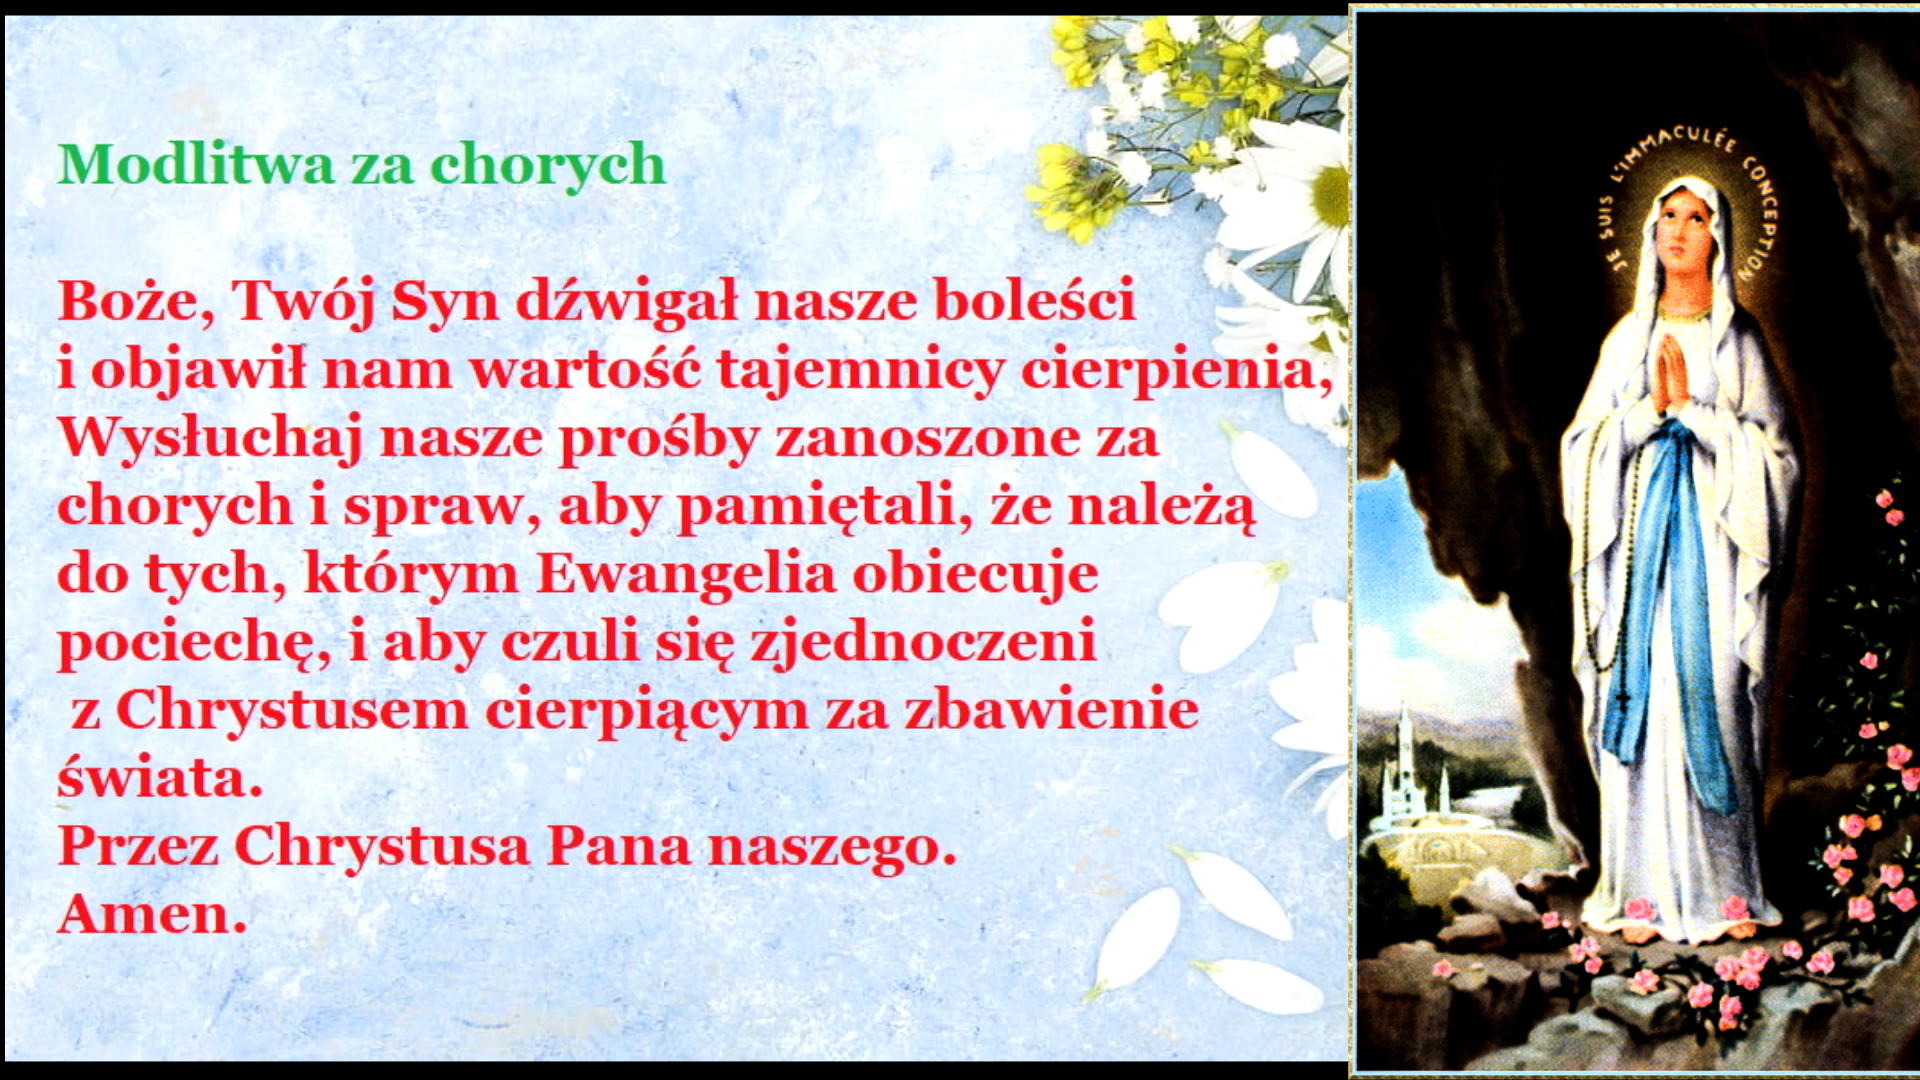 Modlitwa za chorych
Boże, Twój Syn dźwigał nasze boleści
i objawił nam wartość tajemnicy cierpienia,
Wysłuchaj nasze prośby zanoszone za
chorych i spraw, aby pamiętali, że należą
do tych, którym Ewangelia obiecuje
pociechę, i aby czuli się zjednoczeni
z Chrystusem cierpiącym za zbawienie
świata.
Przez Chrystusa Pana naszego.
Amen.
JE SUIS L'IMMACULÉE CONCEPTION